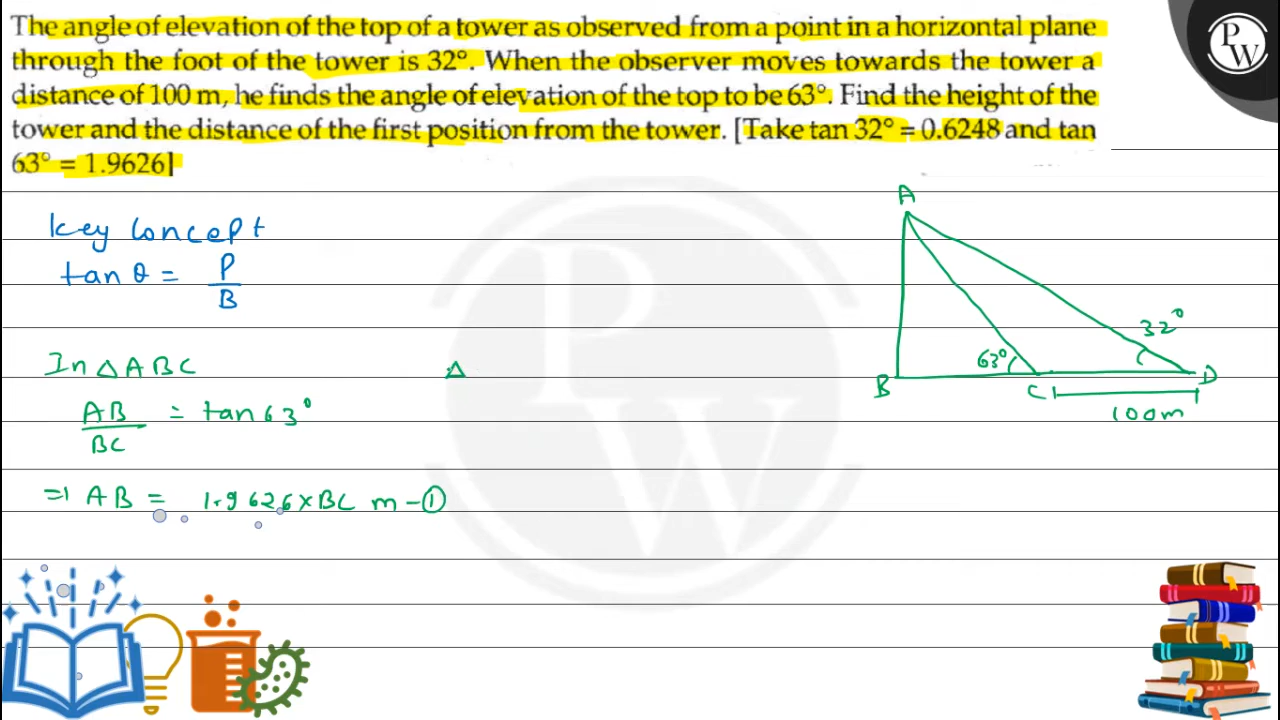 The angle of elevation of the top of a tower as observed from a point in a horizontal plane
through the foot of the tower is 32°. When the observer moves towards the tower a
distance of 100 m, he finds the angle of elevation of the top to be 63°. Find the height of the
tower and the distance of the first position from the tower. [Take tan 32° = 0.6248 and tan
63° = 1.9626]
PW
key concept
tan θ = P
B
A
32°
63°
B
C
D
100m
In △ ABC
△
AB = tan 63°
BC
⇒ AB = 1.9626 × BC m – ①